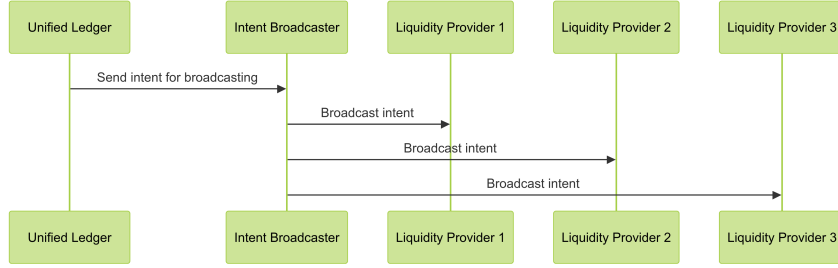 Unified Ledger
Intent Broadcaster
Liquidity Provider 1
Liquidity Provider 2
Liquidity Provider 3
Send intent for broadcasting
Broadcast intent
Broadcast intent
Broadcast intent
Unified Ledger
Intent Broadcaster
Liquidity Provider 1
Liquidity Provider 2
Liquidity Provider 3